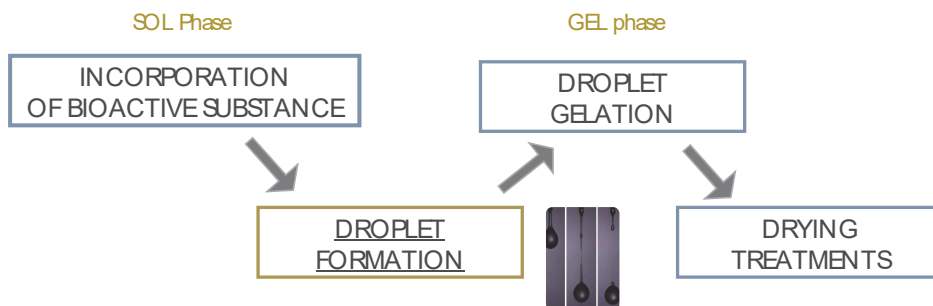 SOL Phase
GEL phase
INCORPORATION
OF BIOACTIVE SUBSTANCE
DROPLET
GELATION
DROPLET
FORMATION
DRYING
TREATMENTS